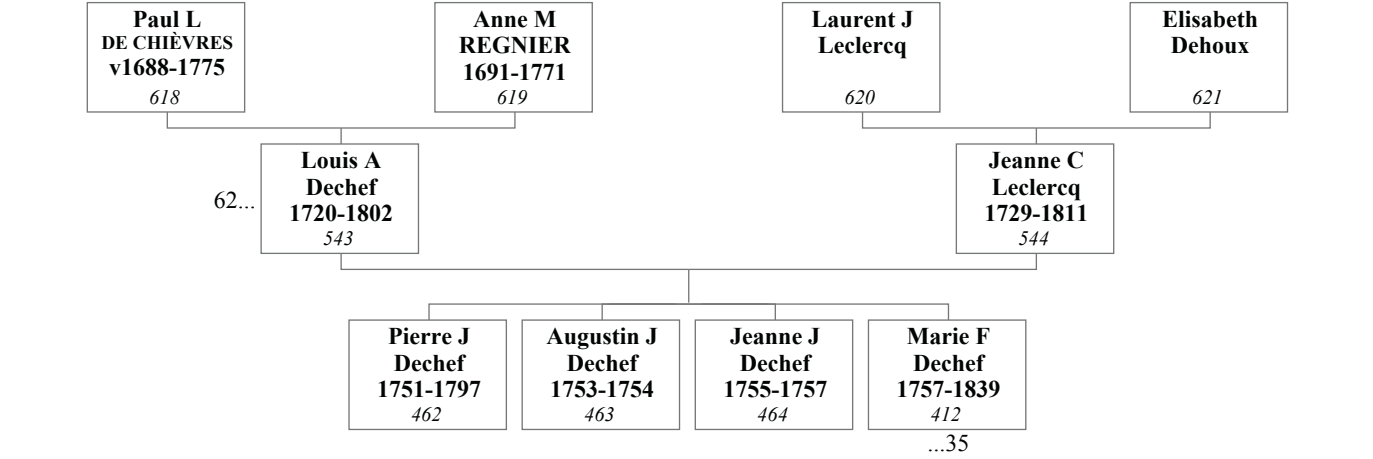 Paul L
DE CHIÈVRES
v1688-1775
618
Anne M
REGNIER
1691-1771
619
Laurent J
Leclercq
620
Elisabeth
Dehoux
621
62...
Louis A
Dechef
1720-1802
543
Jeanne C
Leclercq
1729-1811
544
Pierre J
Dechef
1751-1797
462
Augustin J
Dechef
1753-1754
463
Jeanne J
Dechef
1755-1757
464
Marie F
Dechef
1757-1839
412
...35